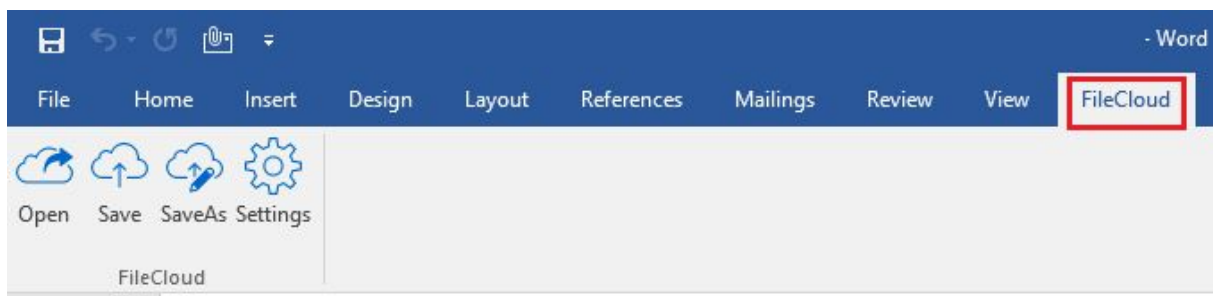 - Word
File Home Insert Design Layout References Mailings Review View FileCloud
Open Save SaveAs Settings
FileCloud